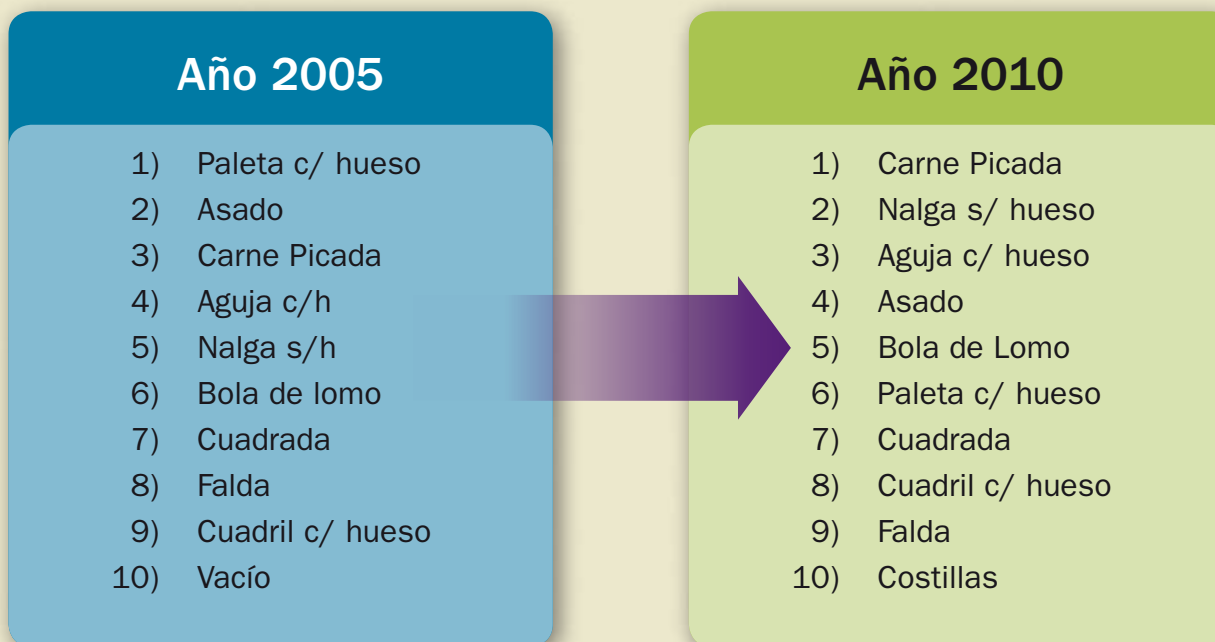 Año 2005
1) Paleta c/ hueso
2) Asado
3) Carne Picada
4) Aguja c/h
5) Nalga s/h
6) Bola de lomo
7) Cuadrada
8) Falda
9) Cuadril c/ hueso
10) Vacío
Año 2010
1) Carne Picada
2) Nalga s/ hueso
3) Aguja c/ hueso
4) Asado
5) Bola de Lomo
6) Paleta c/ hueso
7) Cuadrada
8) Cuadril c/ hueso
9) Falda
10) Costillas